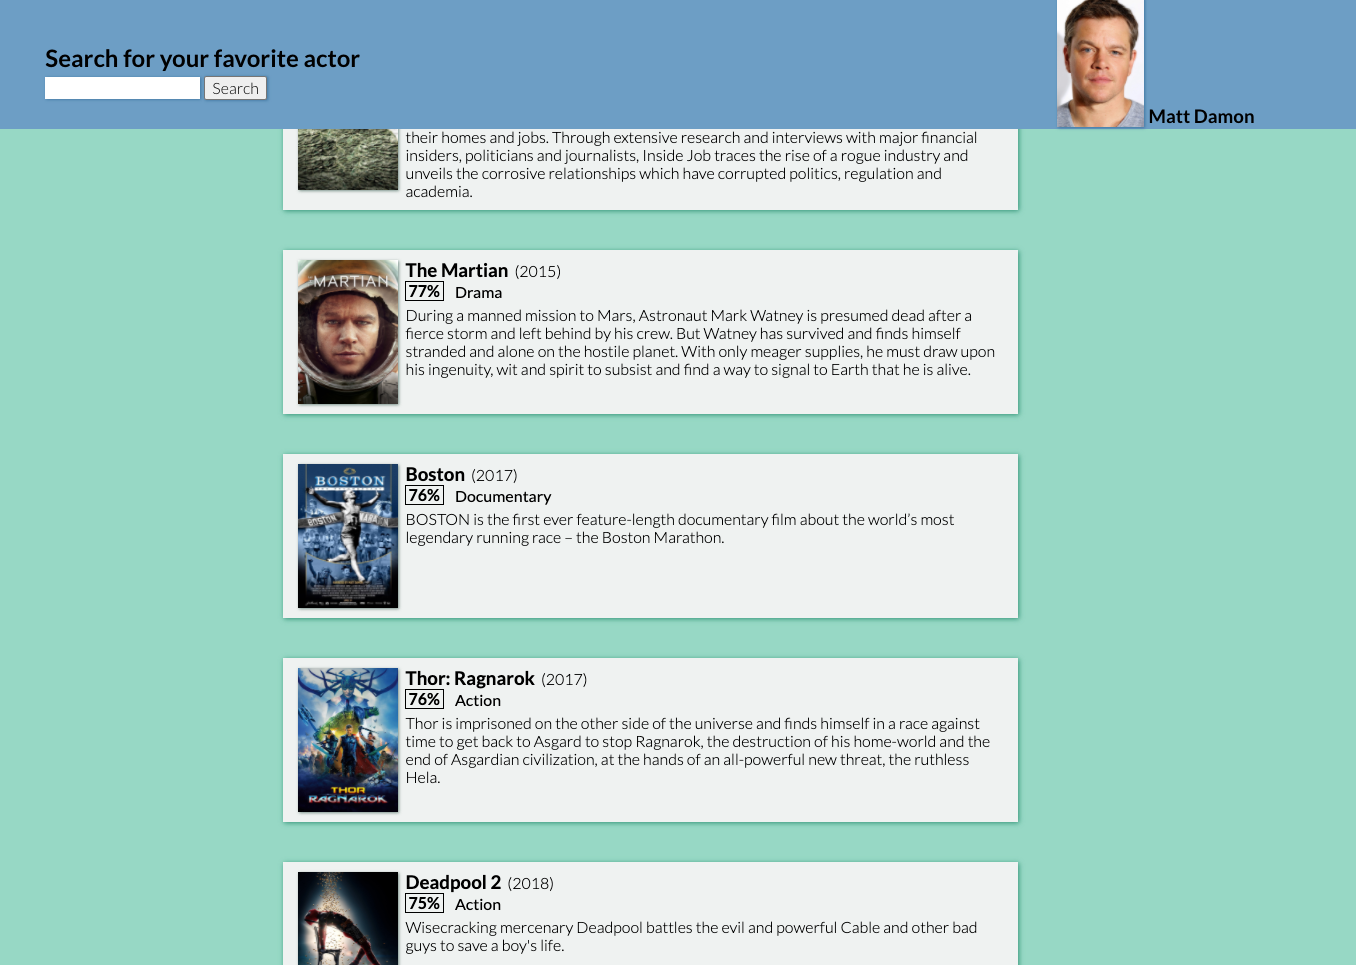 Search for your favorite actor
Search
Matt Damon
their homes and jobs. Through extensive research and interviews with major financial
insiders, politicians and journalists, Inside Job traces the rise of a rogue industry and
unveils the corrosive relationships which have corrupted politics, regulation and
academia.
MARTIAN
The Martian (2015)
77% Drama
During a manned mission to Mars, Astronaut Mark Watney is presumed dead after a
fierce storm and left behind by his crew. But Watney has survived and finds himself
stranded and alone on the hostile planet. With only meager supplies, he must draw upon
his ingenuity, wit and spirit to subsist and find a way to signal to Earth that he is alive.
BOSTON
Boston (2017)
76% Documentary
BOSTON is the first ever feature-length documentary film about the world’s most
legendary running race – the Boston Marathon.
THOR
RAGNAROK
Thor: Ragnarok (2017)
76% Action
Thor is imprisoned on the other side of the universe and finds himself in a race against
time to get back to Asgard to stop Ragnarok, the destruction of his home-world and the
end of Asgardian civilization, at the hands of an all-powerful new threat, the ruthless
Hela.
Deadpool 2 (2018)
75% Action
Wisecracking mercenary Deadpool battles the evil and powerful Cable and other bad
guys to save a boy's life.